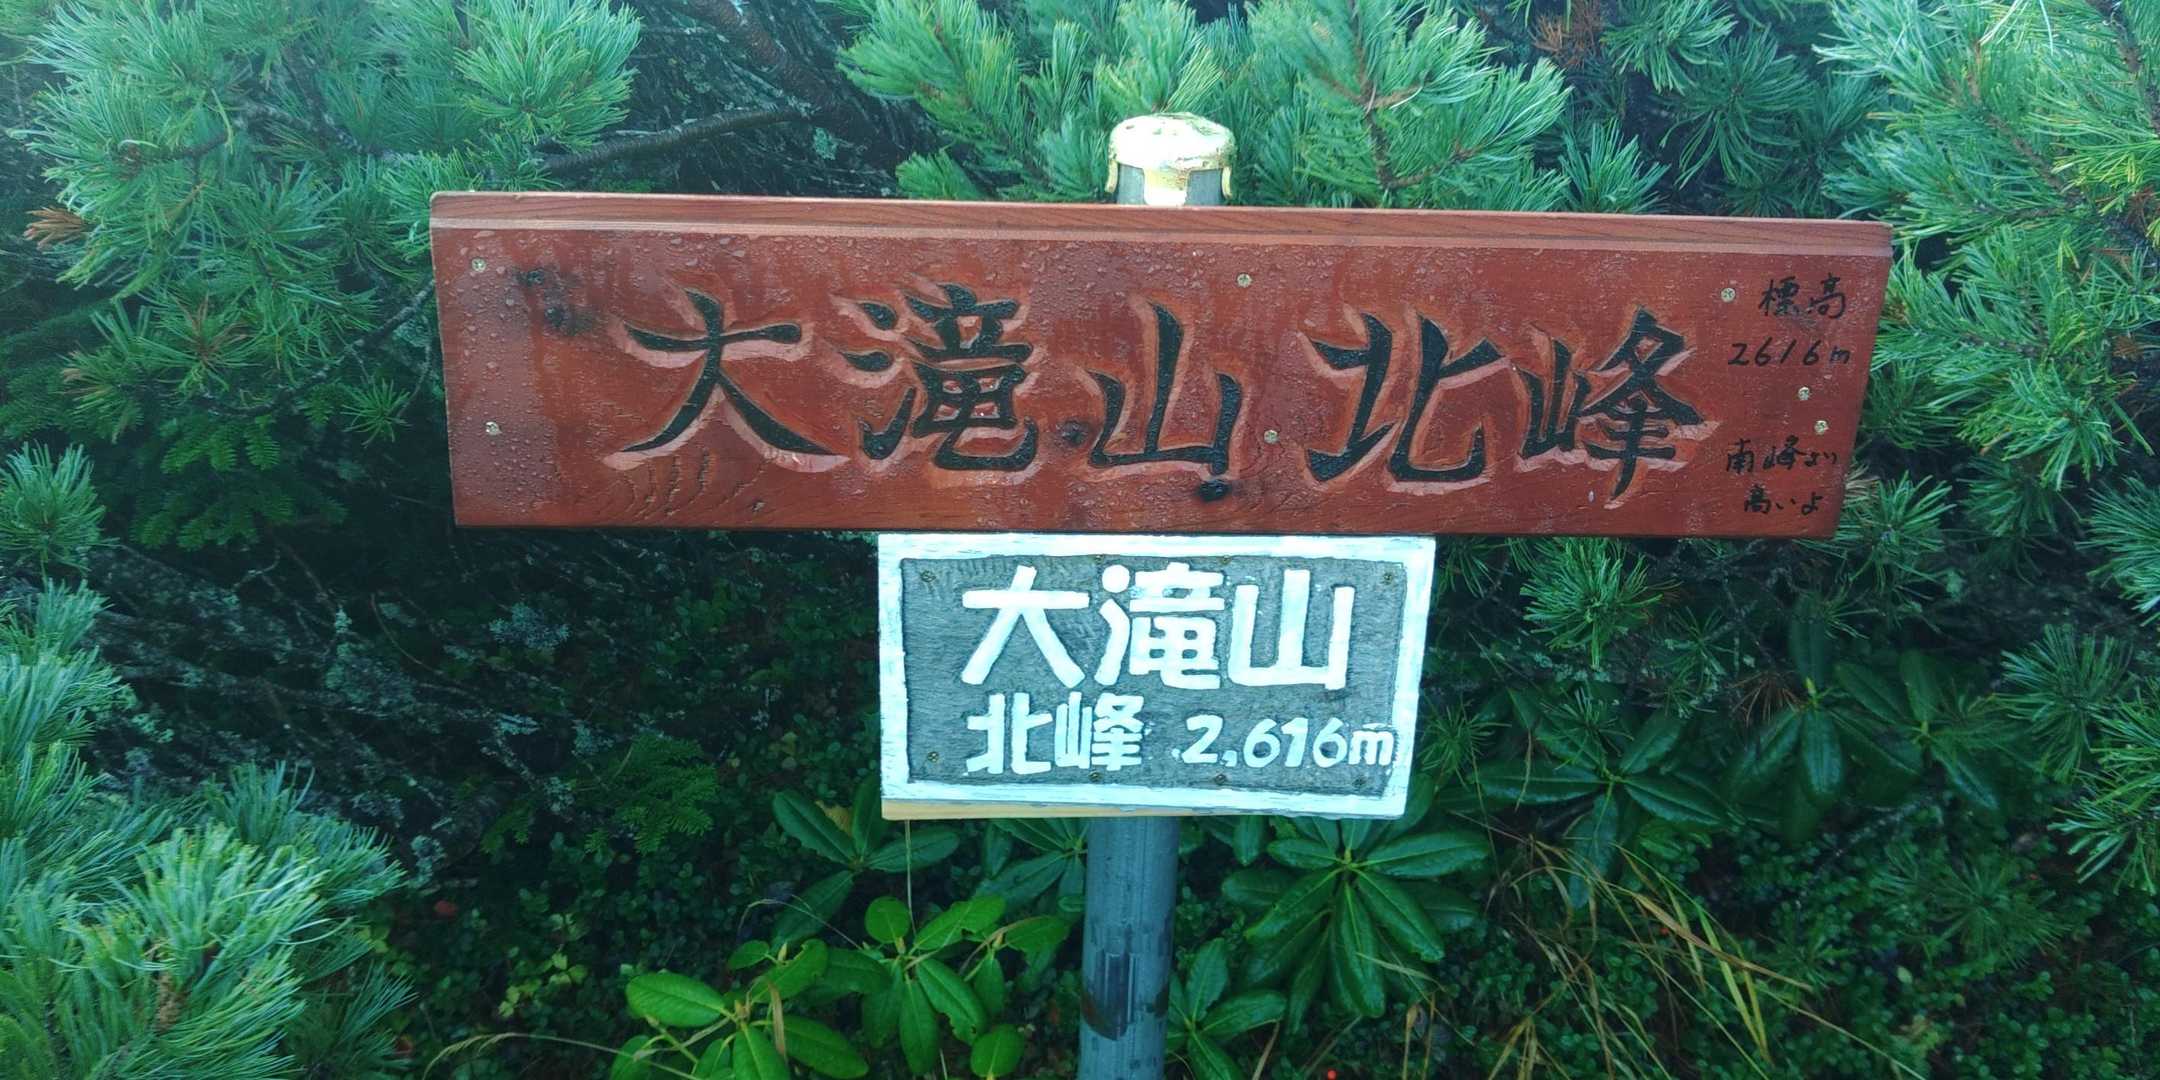 大滝山北峰
標高
2616m
南峰より
高いよ
大滝山
北峰 2,616m